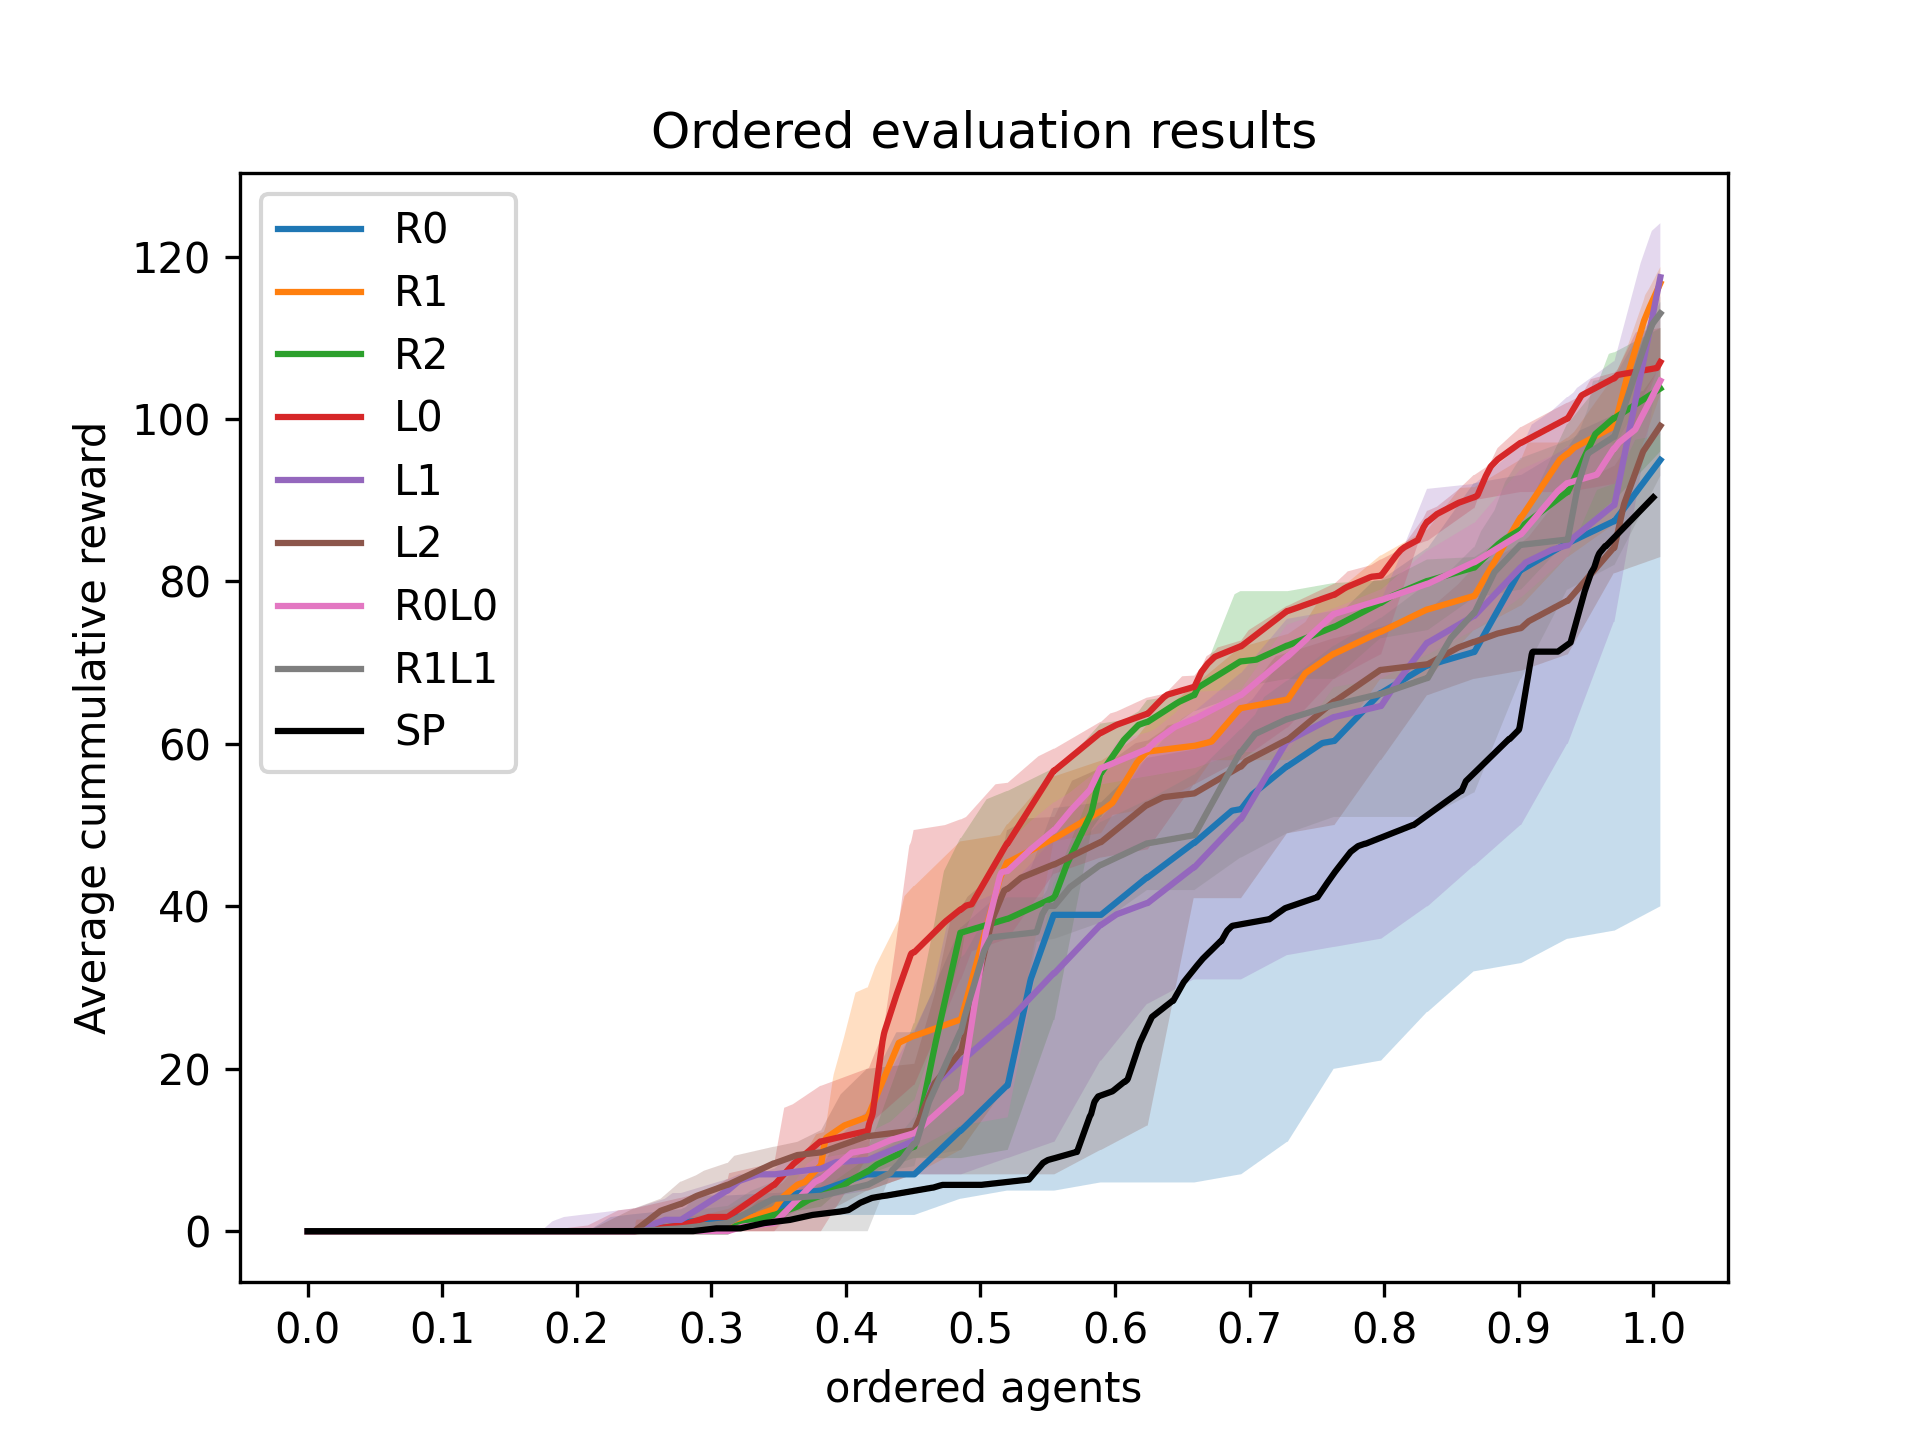 Ordered evaluation results
R0
R1
R2
L0
L1
L2
R0L0
R1L1
SP
Average cummulative reward
120
100
80
60
40
20
0
0.0 0.1 0.2 0.3 0.4 0.5 0.6 0.7 0.8 0.9 1.0
ordered agents